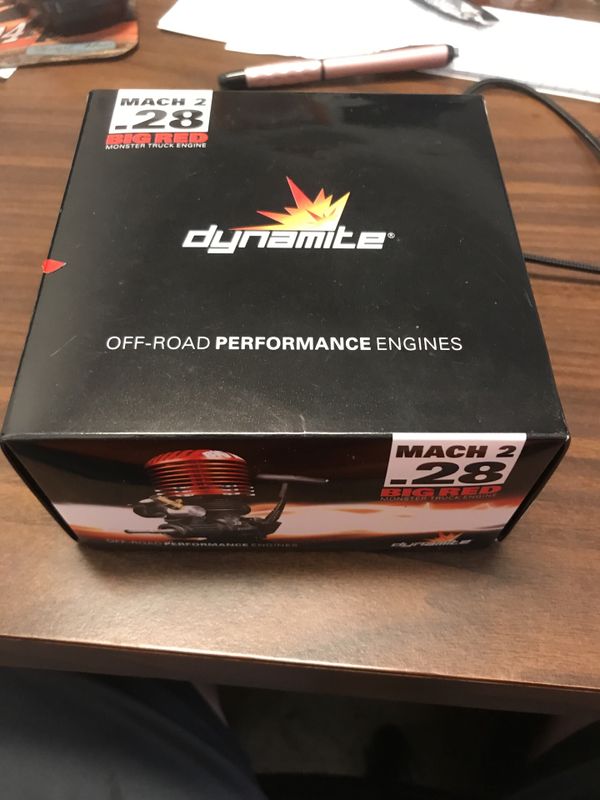 MACH 2
.28
BIG RED
MONSTER TRUCK ENGINE
dynamite®
OFF-ROAD PERFORMANCE ENGINES
MACH 2
.28
BIG RED
MONSTER TRUCK ENGINE
OFF-ROAD PERFORMANCE ENGINES
dynamite